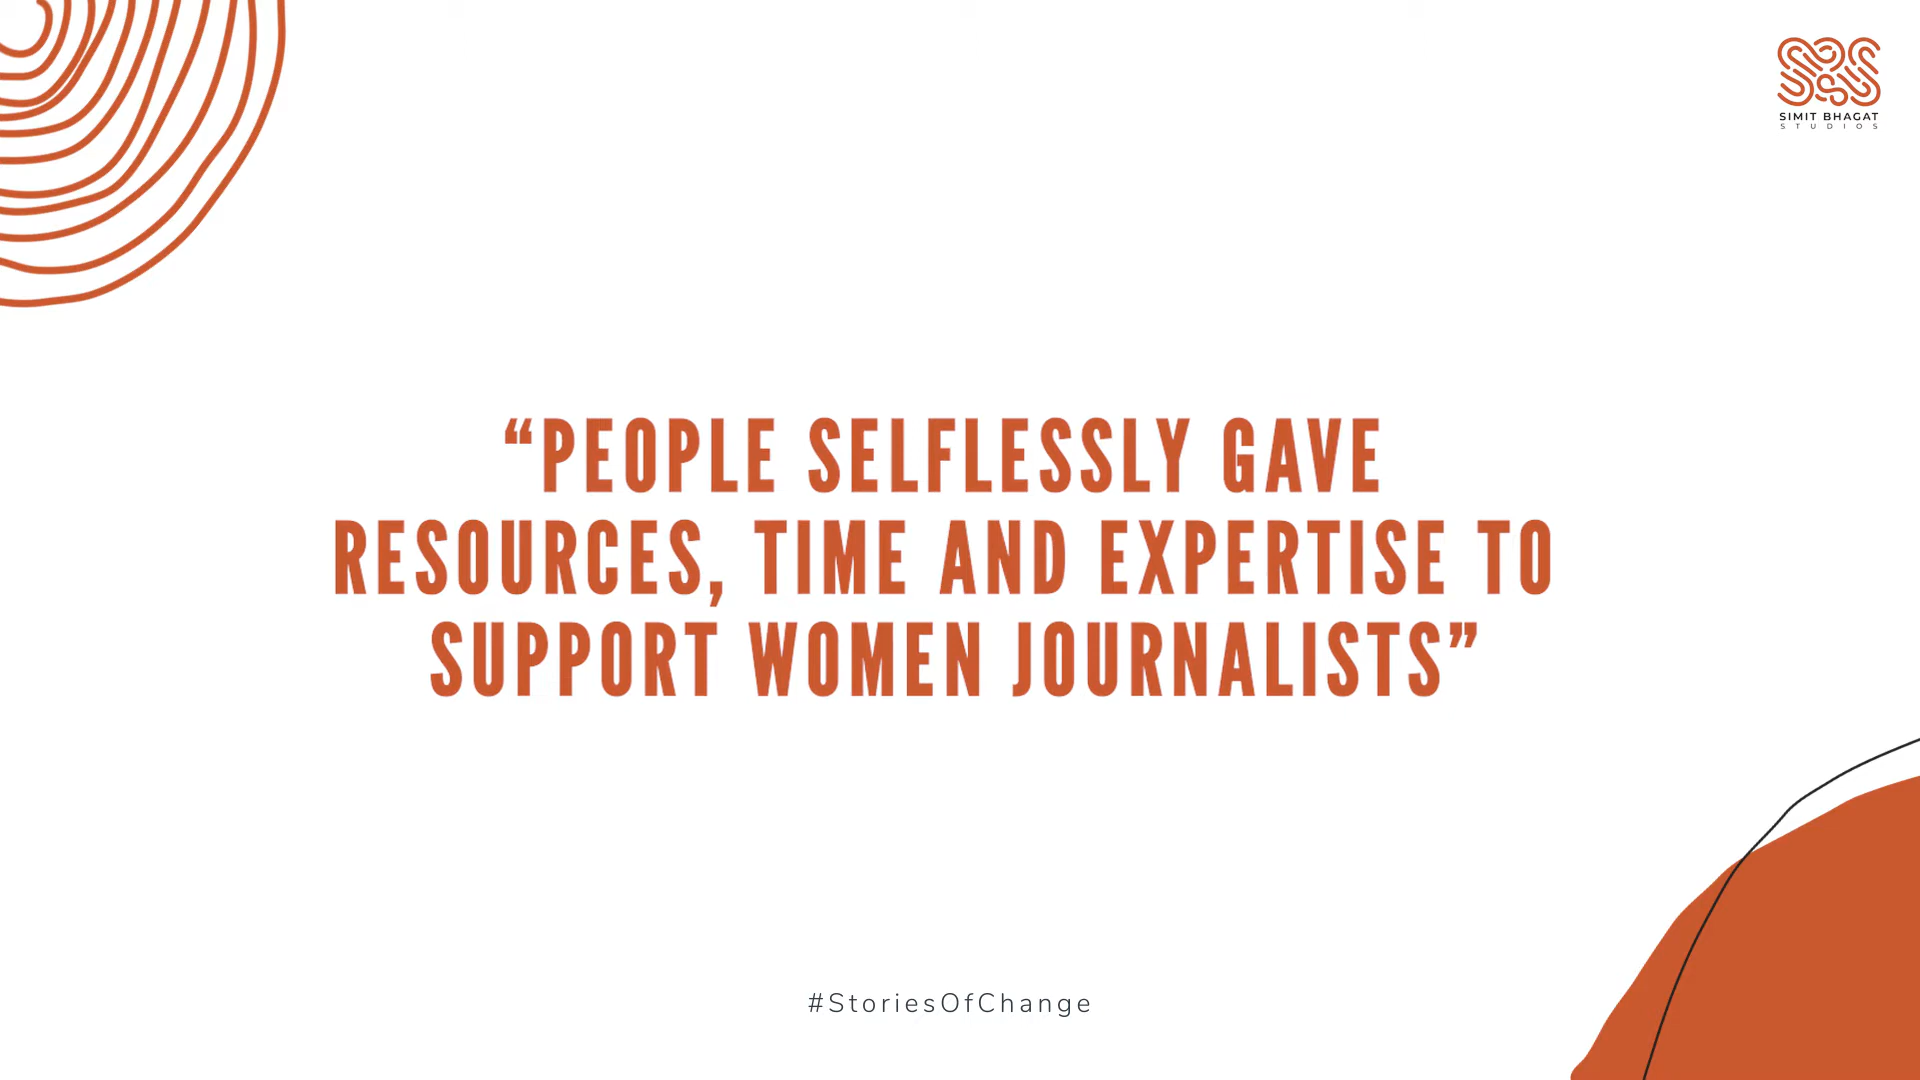 SIMIT BHAGAT
STUDIOS
“PEOPLE SELFLESSLY GAVE
RESOURCES, TIME AND EXPERTISE TO
SUPPORT WOMEN JOURNALISTS”
#StoriesOfChange